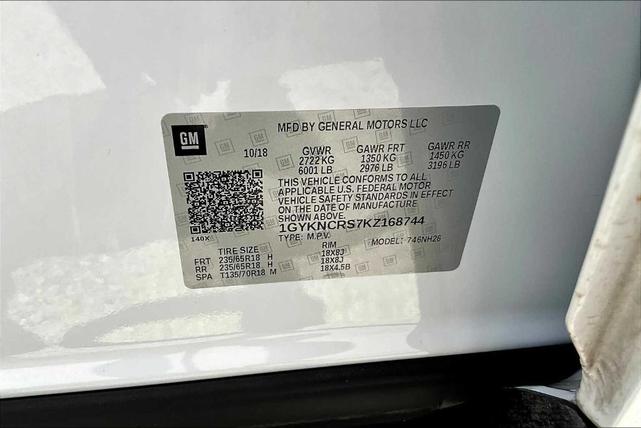 GM
MFD BY GENERAL MOTORS LLC
10/18 GVWR GAWR FRT GAWR RR
2722 KG 1350 KG 1450 KG
6001 LB 2976 LB 3196 LB
THIS VEHICLE CONFORMS TO ALL
APPLICABLE U.S. FEDERAL MOTOR
VEHICLE SAFETY STANDARDS IN EFFECT
ON THE DATE OF MANUFACTURE
SHOWN ABOVE.
1GYKNCRS7KZ168744
140X TYPE: M.P.V. MODEL: 746NH26
TIRE SIZE RIM
FRT 235/65R18 H 18X8J
RR 235/65R18 H 18X8J
SPA T135/70R18 M 18X4.5B